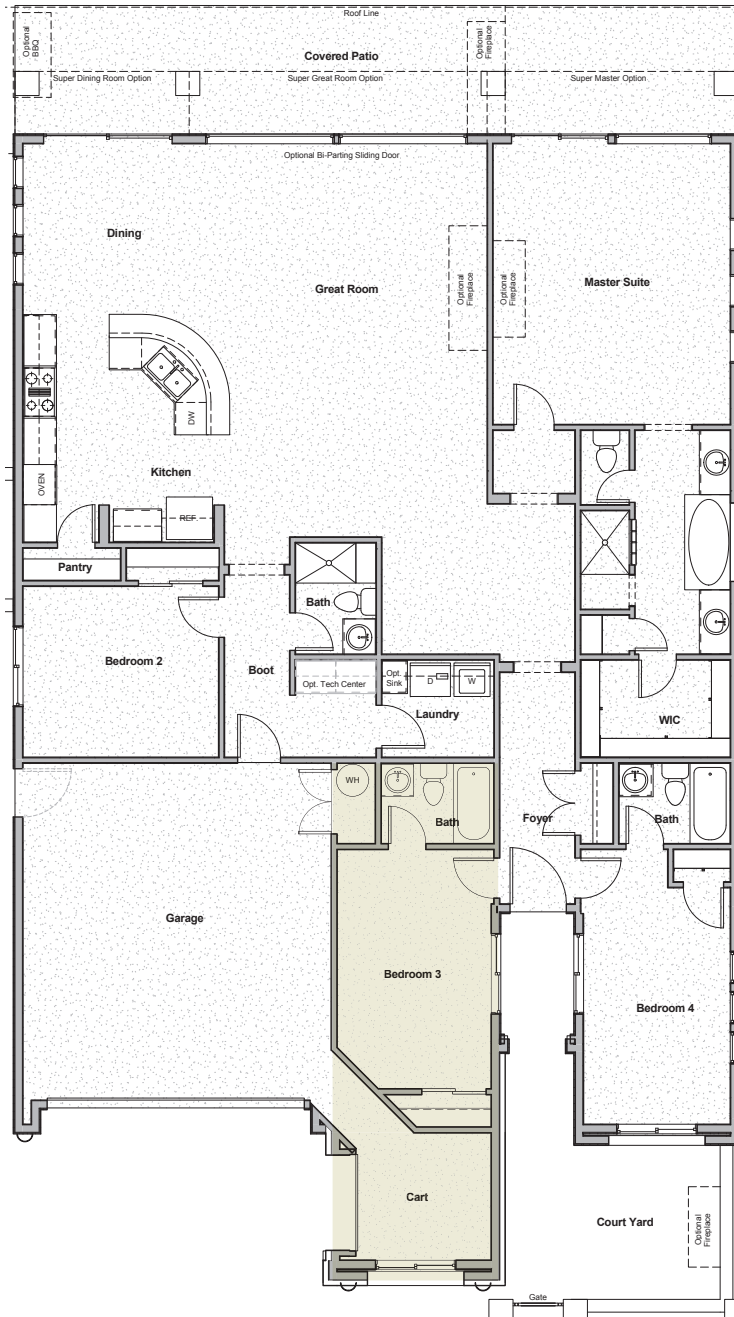 Roof Line
Optional
BBQ
Covered Patio
Optional
Fireplace
Super Dining Room Option
Super Great Room Option
Super Master Option
Optional Bi-Parting Sliding Door
Dining
Great Room
Optional
Fireplace
Optional
Fireplace
Master Suite
DW
Kitchen
OVEN
REF
Pantry
Bath
Bedroom 2
Boot
Opt. Tech Center
Opt.
Sink
D
W
Laundry
WIC
WH
Bath
Foyer
Bath
Garage
Bedroom 3
Bedroom 4
Cart
Court Yard
Optional
Fireplace
Gate